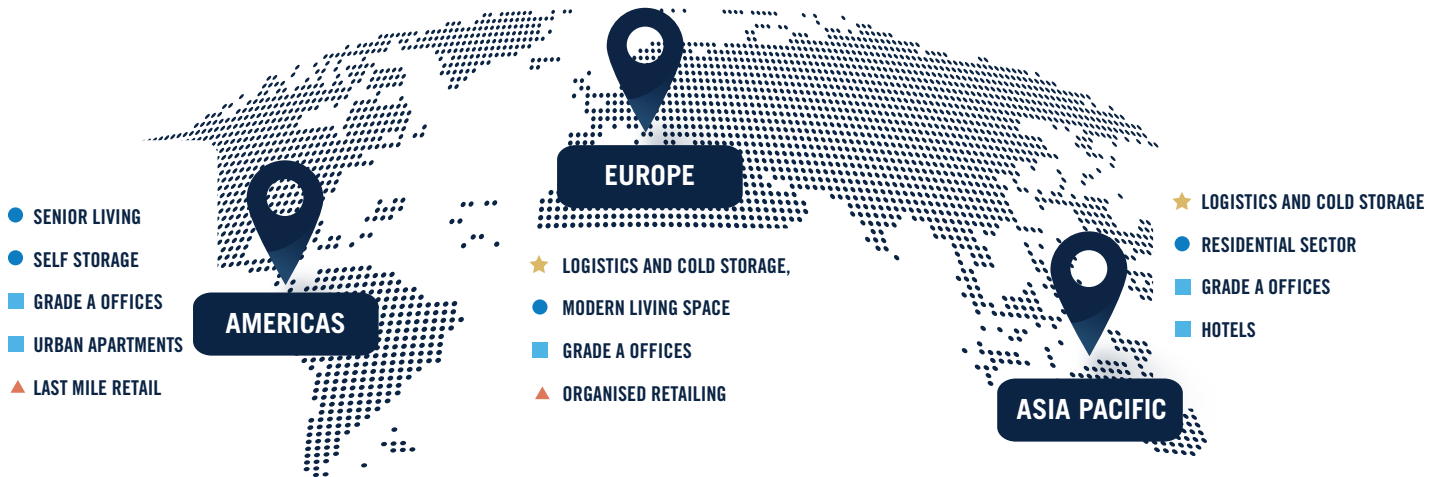 AMERICAS
SENIOR LIVING
SELF STORAGE
GRADE A OFFICES
URBAN APARTMENTS
LAST MILE RETAIL
EUROPE
LOGISTICS AND COLD STORAGE,
MODERN LIVING SPACE
GRADE A OFFICES
ORGANISED RETAILING
ASIA PACIFIC
LOGISTICS AND COLD STORAGE
RESIDENTIAL SECTOR
GRADE A OFFICES
HOTELS